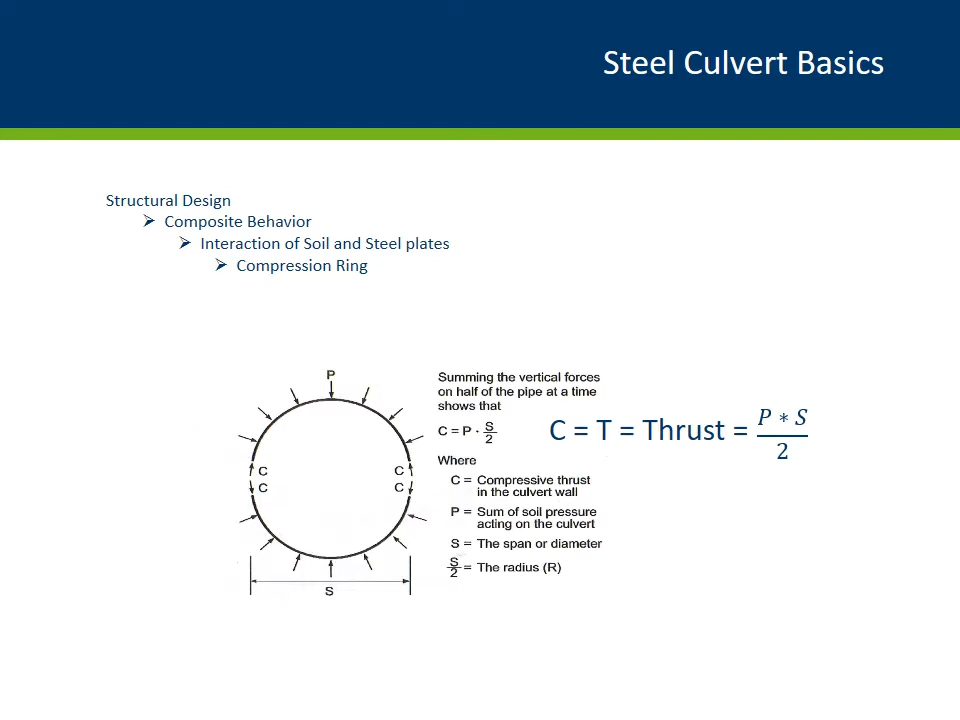 Steel Culvert Basics
Structural Design
➢ Composite Behavior
➢ Interaction of Soil and Steel plates
➢ Compression Ring
P
C C
C C
S
Summing the vertical forces
on half of the pipe at a time
shows that
C = P · S/2
Where
C = Compressive thrust
in the culvert wall
P = Sum of soil pressure
acting on the culvert
S = The span or diameter
S/2 = The radius (R)
C = T = Thrust = P ∗ S / 2